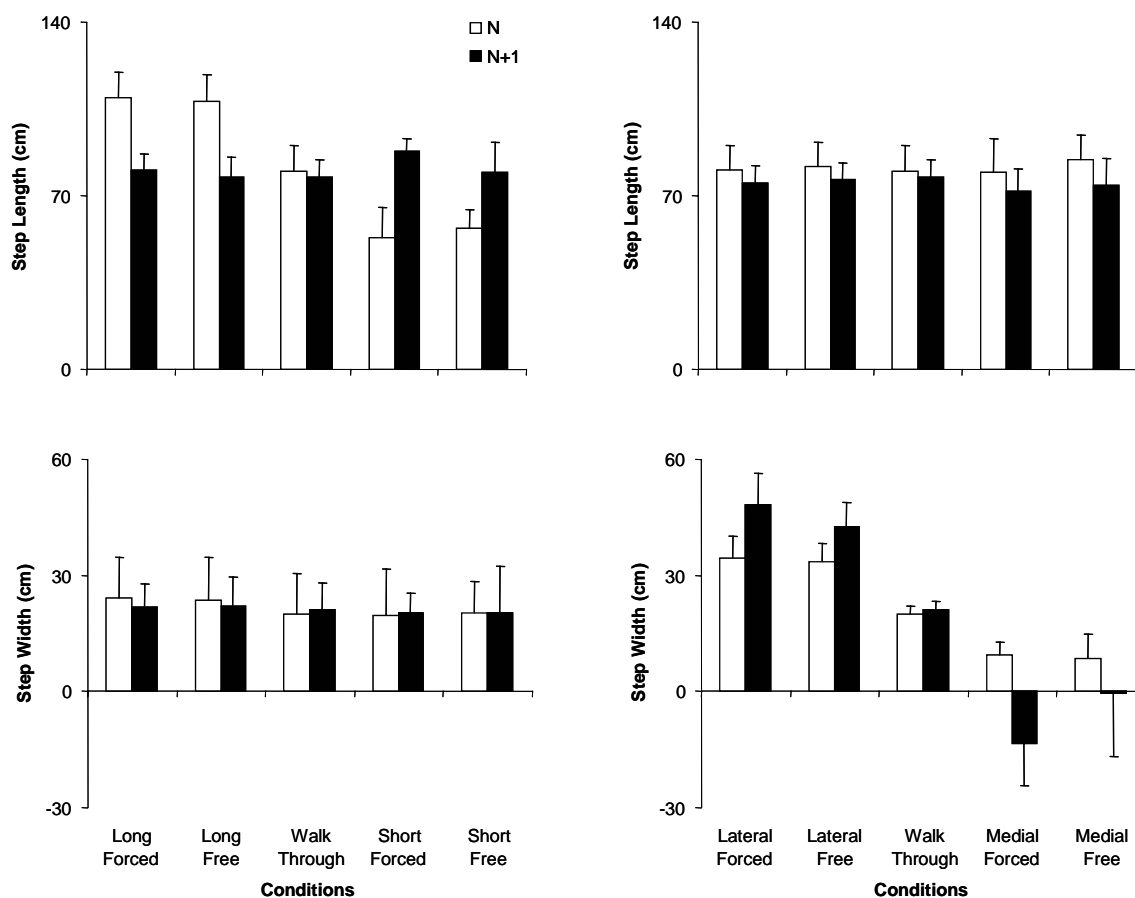 140
70
0
Step Length (cm)
N
N+1
140
70
0
Step Length (cm)
60
30
0
-30
Step Width (cm)
Long Forced
Long Free
Walk Through
Short Forced
Short Free
Conditions
60
30
0
-30
Step Width (cm)
Lateral Forced
Lateral Free
Walk Through
Medial Forced
Medial Free
Conditions